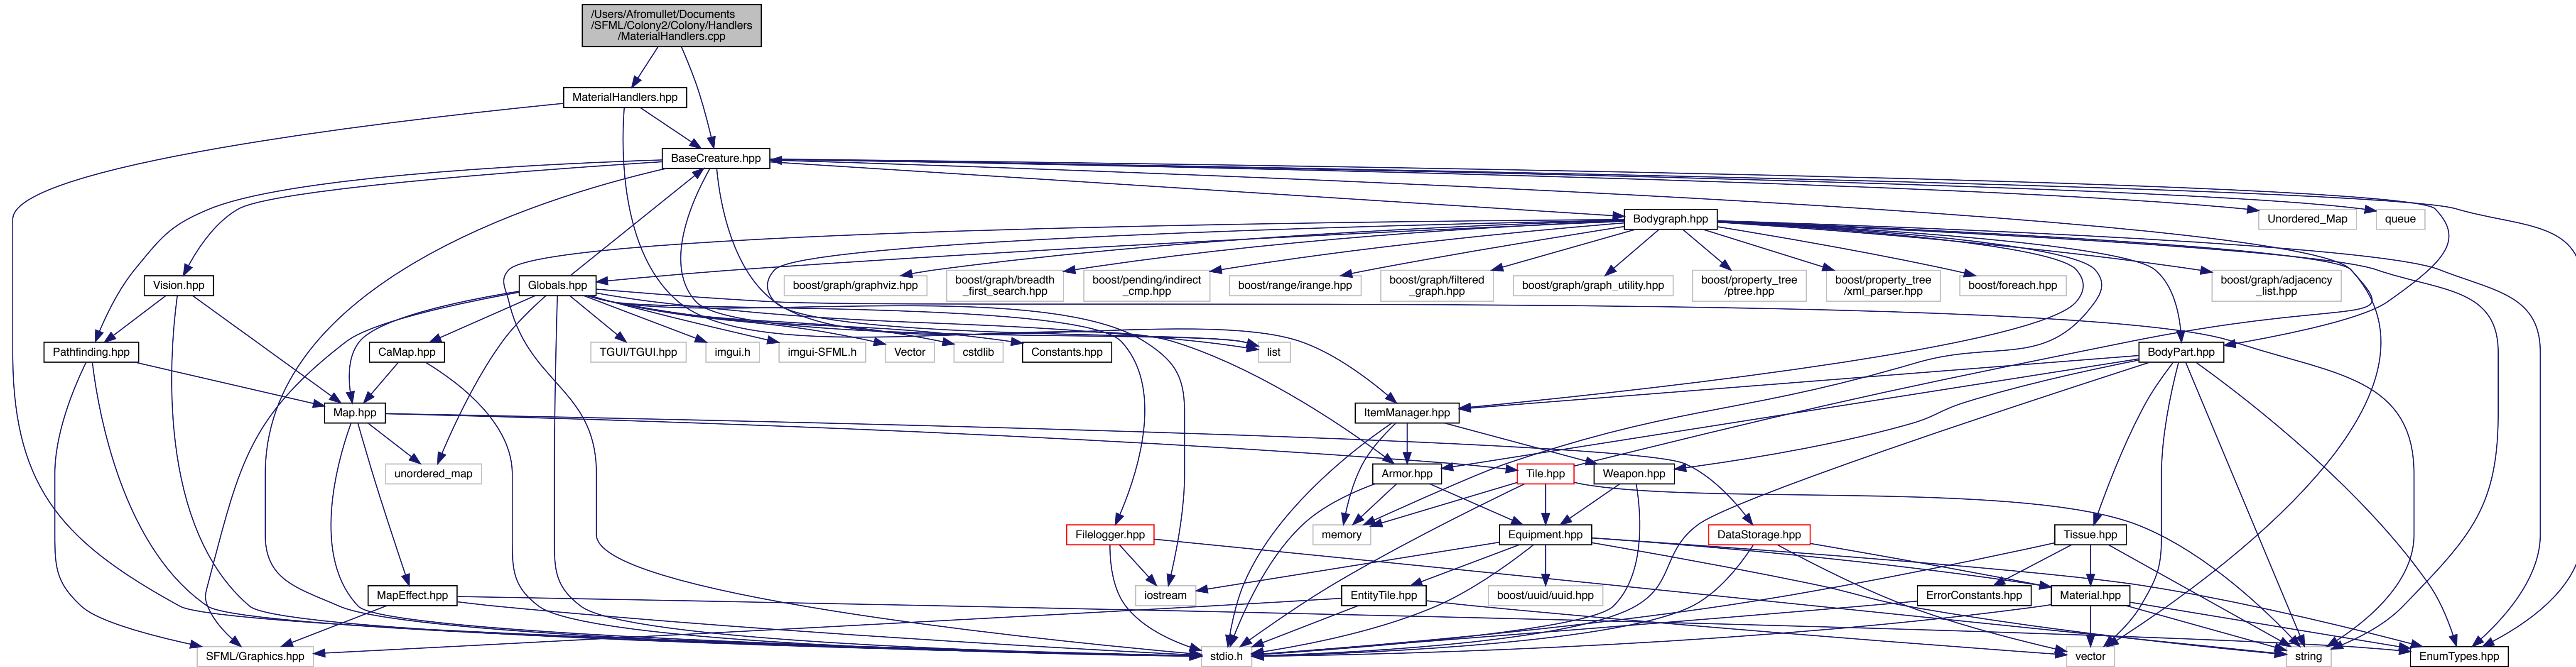 /Users/Afromullet/Documents
/SFML/Colony2/Colony/Handlers
/MaterialHandlers.cpp
MaterialHandlers.hpp
BaseCreature.hpp
Bodygraph.hpp
Unordered_Map
queue
Vision.hpp
Globals.hpp
boost/graph/graphviz.hpp
boost/graph/breadth
_first_search.hpp
boost/pending/indirect
_cmp.hpp
boost/range/irange.hpp
boost/graph/filtered
_graph.hpp
boost/graph/graph_utility.hpp
boost/property_tree
/ptree.hpp
boost/property_tree
/xml_parser.hpp
boost/foreach.hpp
boost/graph/adjacency
_list.hpp
Pathfinding.hpp
CaMap.hpp
TGUI/TGUI.hpp
imgui.h
imgui-SFML.h
Vector
cstdlib
Constants.hpp
list
BodyPart.hpp
Map.hpp
ItemManager.hpp
unordered_map
Armor.hpp
Tile.hpp
Weapon.hpp
Filelogger.hpp
memory
Equipment.hpp
DataStorage.hpp
Tissue.hpp
MapEffect.hpp
iostream
EntityTile.hpp
boost/uuid/uuid.hpp
ErrorConstants.hpp
Material.hpp
SFML/Graphics.hpp
stdio.h
vector
string
EnumTypes.hpp